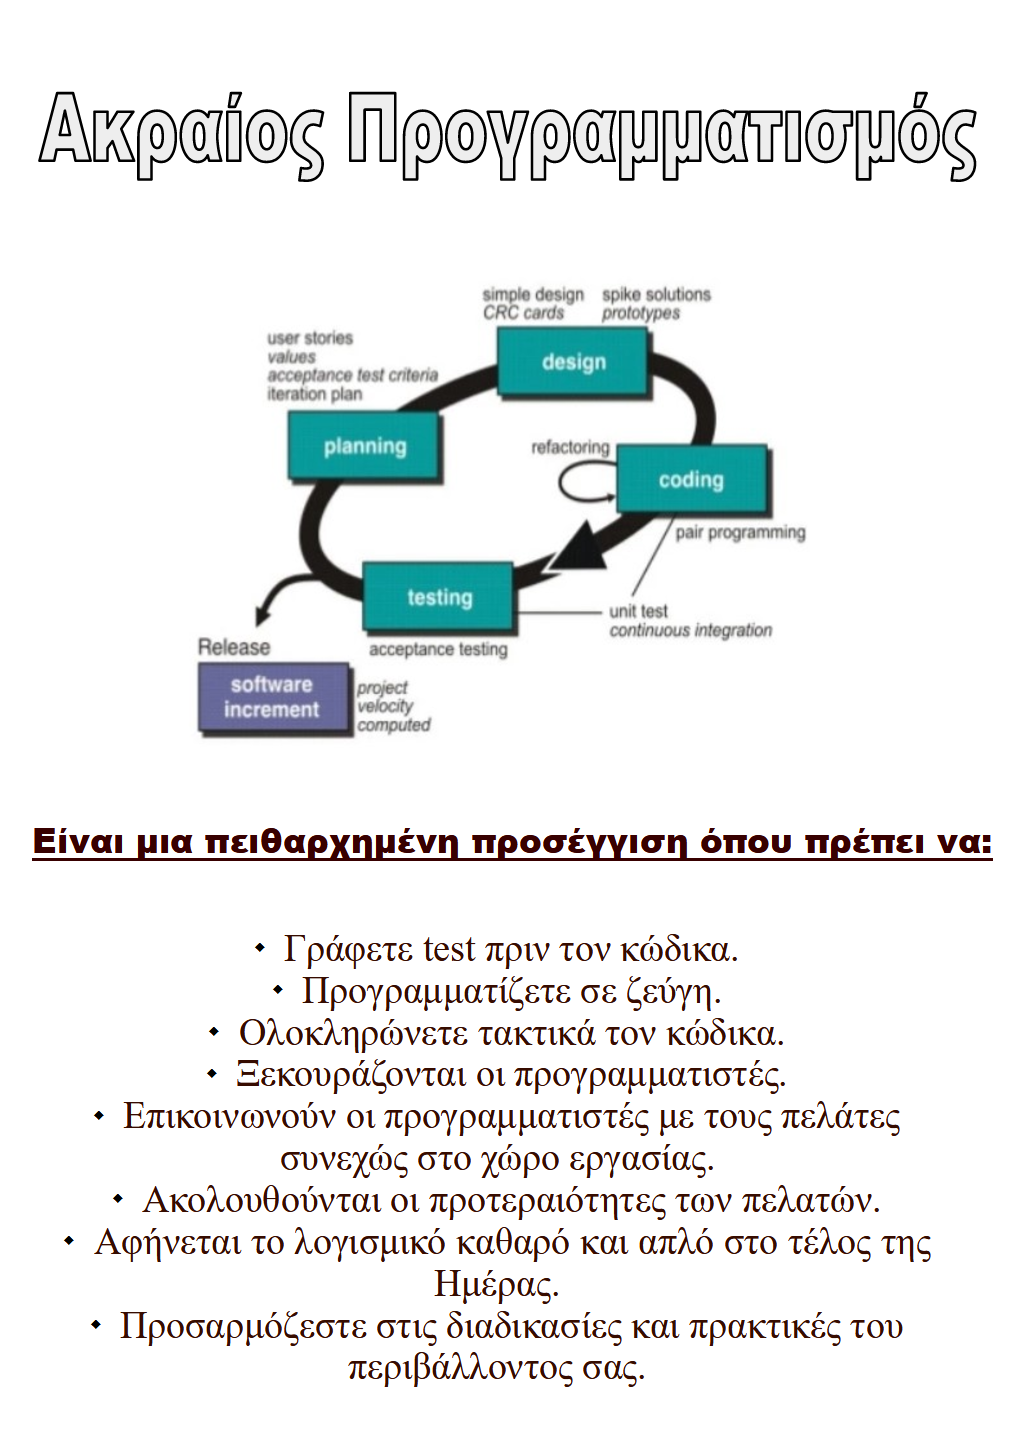 Ακραίος Προγραμματισμός
simple design spike solutions
CRC cards prototypes
design
user stories
values
acceptance test criteria
iteration plan
planning
refactoring
coding
pair programming
testing
unit test
continuous integration
acceptance testing
Release
software
increment
project
velocity
computed
Είναι μια πειθαρχημένη προσέγγιση όπου πρέπει να:
• Γράφετε test πριν τον κώδικα.
• Προγραμματίζετε σε ζεύγη.
• Ολοκληρώνετε τακτικά τον κώδικα.
• Ξεκουράζονται οι προγραμματιστές.
• Επικοινωνούν οι προγραμματιστές με τους πελάτες
συνεχώς στο χώρο εργασίας.
• Ακολουθούνται οι προτεραιότητες των πελατών.
• Αφήνεται το λογισμικό καθαρό και απλό στο τέλος της
Ημέρας.
• Προσαρμόζεστε στις διαδικασίες και πρακτικές του
περιβάλλοντος σας.